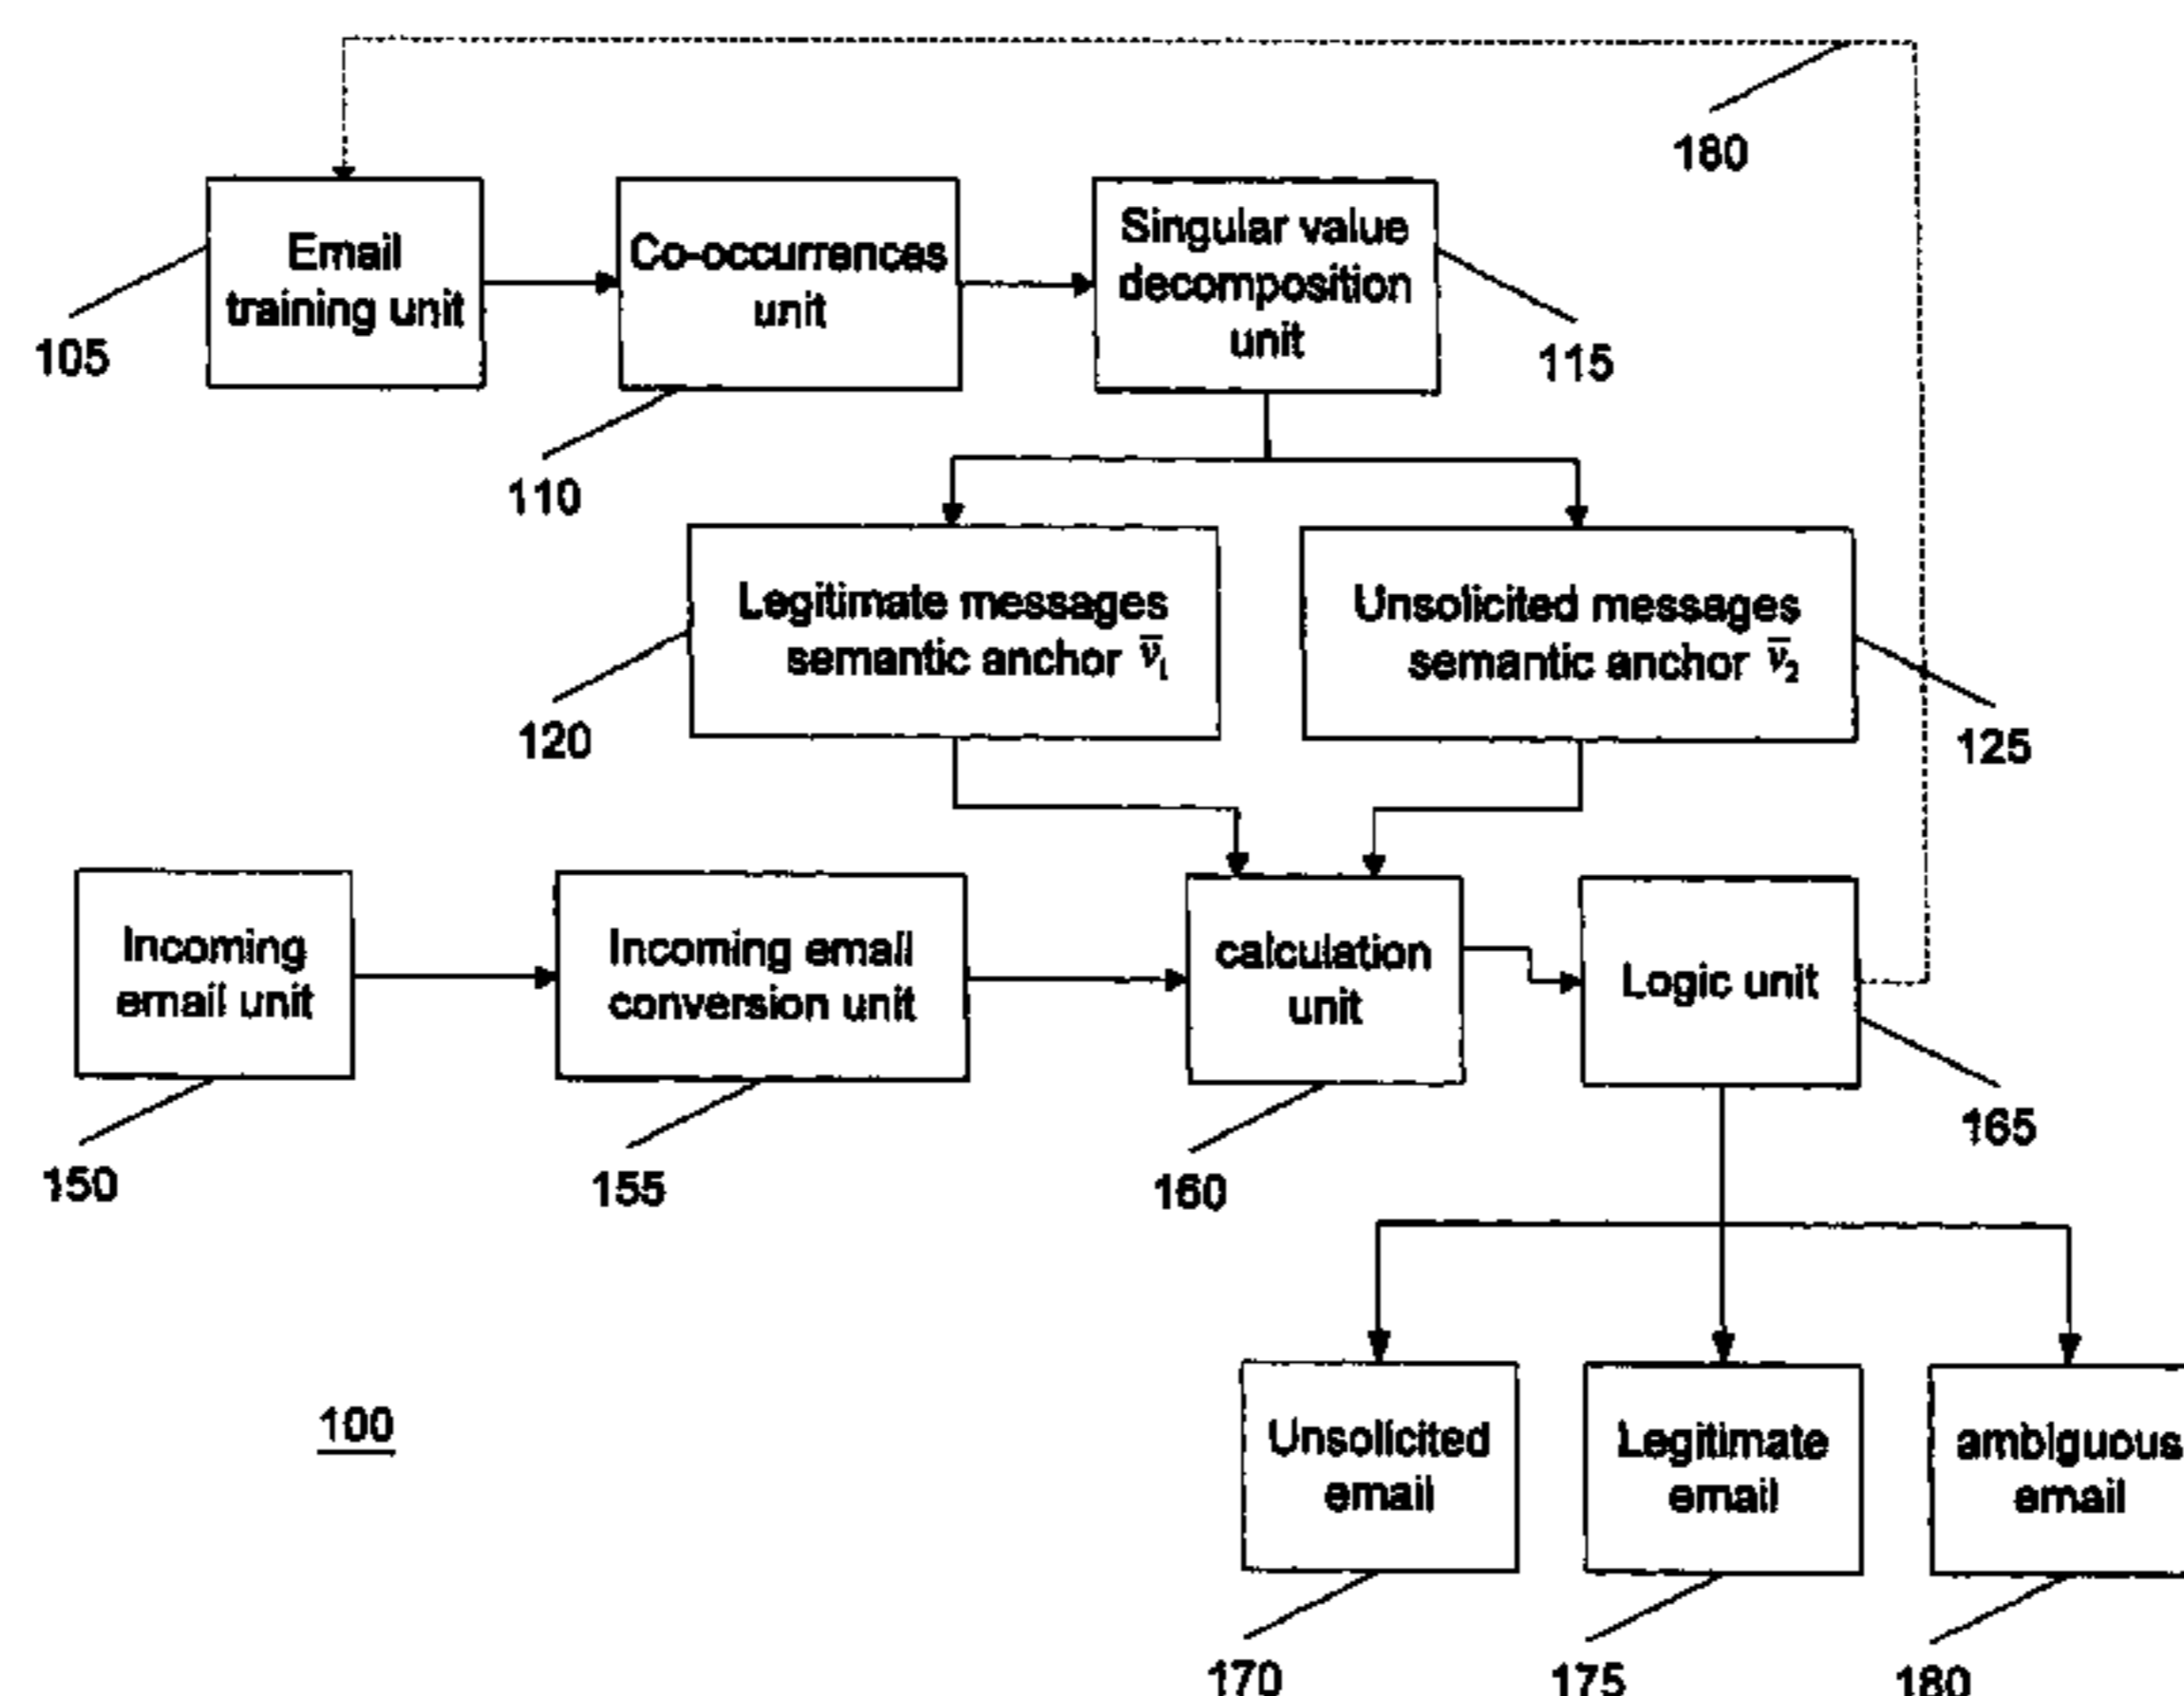 180
Email
training unit
Co-occurrences
unit
Singular value
decomposition
unit
105
115
110
Legitimate messages
semantic anchor v̄₁
Unsolicited messages
semantic anchor v̄₂
120
125
Incoming
email unit
Incoming email
conversion unit
calculation
unit
Logic unit
150
155
160
165
100
Unsolicited
email
Legitimate
email
ambiguous
email
170
175
180